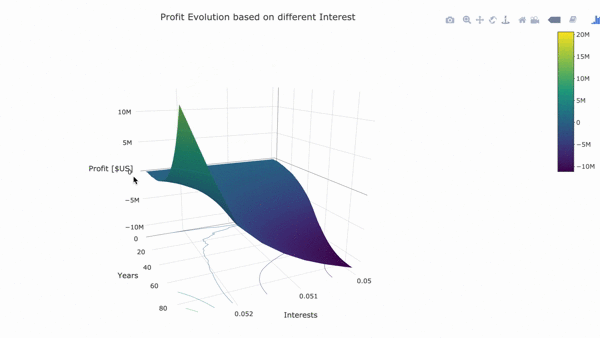 Profit Evolution based on different Interest
20M
15M
10M
5M
0
−5M
−10M
10M
5M
0
−5M
−10M
Profit [$US]
0
20
40
60
80
Years
0.052
0.051
0.05
Interests